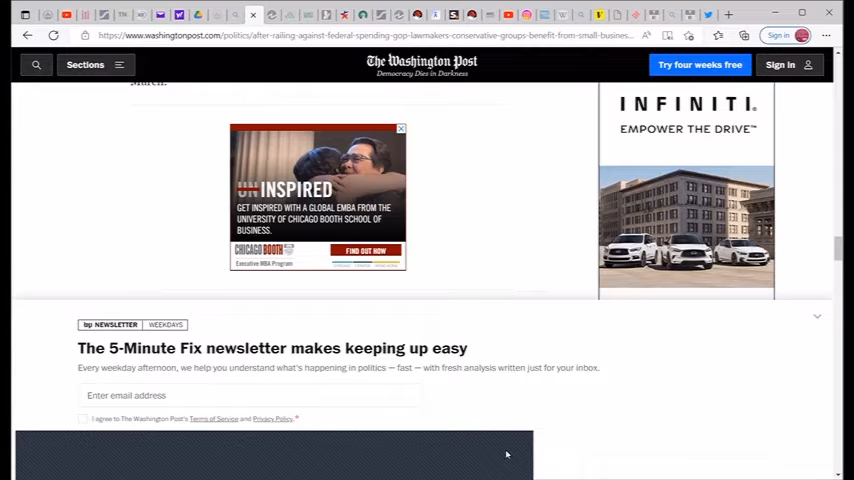 https://www.washingtonpost.com/politics/after-railing-against-federal-spending-gop-lawmakers-conservative-groups-benefit-from-small-business...
Sign in
Sections
The Washington Post
Democracy Dies in Darkness
Try four weeks free
Sign In
March.
UNINSPIRED
GET INSPIRED WITH A GLOBAL EMBA FROM THE
UNIVERSITY OF CHICAGO BOOTH SCHOOL OF
BUSINESS.
CHICAGO BOOTH
FIND OUT HOW
Executive MBA Program
INFINITI.
EMPOWER THE DRIVE™
wp NEWSLETTER WEEKDAYS
The 5-Minute Fix newsletter makes keeping up easy
Every weekday afternoon, we help you understand what's happening in politics — fast — with fresh analysis written just for your inbox.
Enter email address
I agree to The Washington Post's Terms of Service and Privacy Policy. *